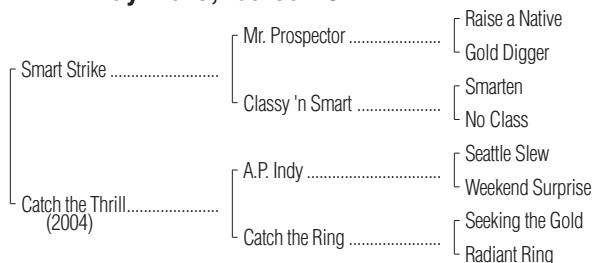 Raise a Native
Mr. Prospector ....................
Gold Digger
Smart Strike ...........................
Smarten
Classy 'n Smart .....................
No Class
Seattle Slew
A.P. Indy .................................
Weekend Surprise
Catch the Thrill.......................
(2004)
Seeking the Gold
Catch the Ring .......................
Radiant Ring